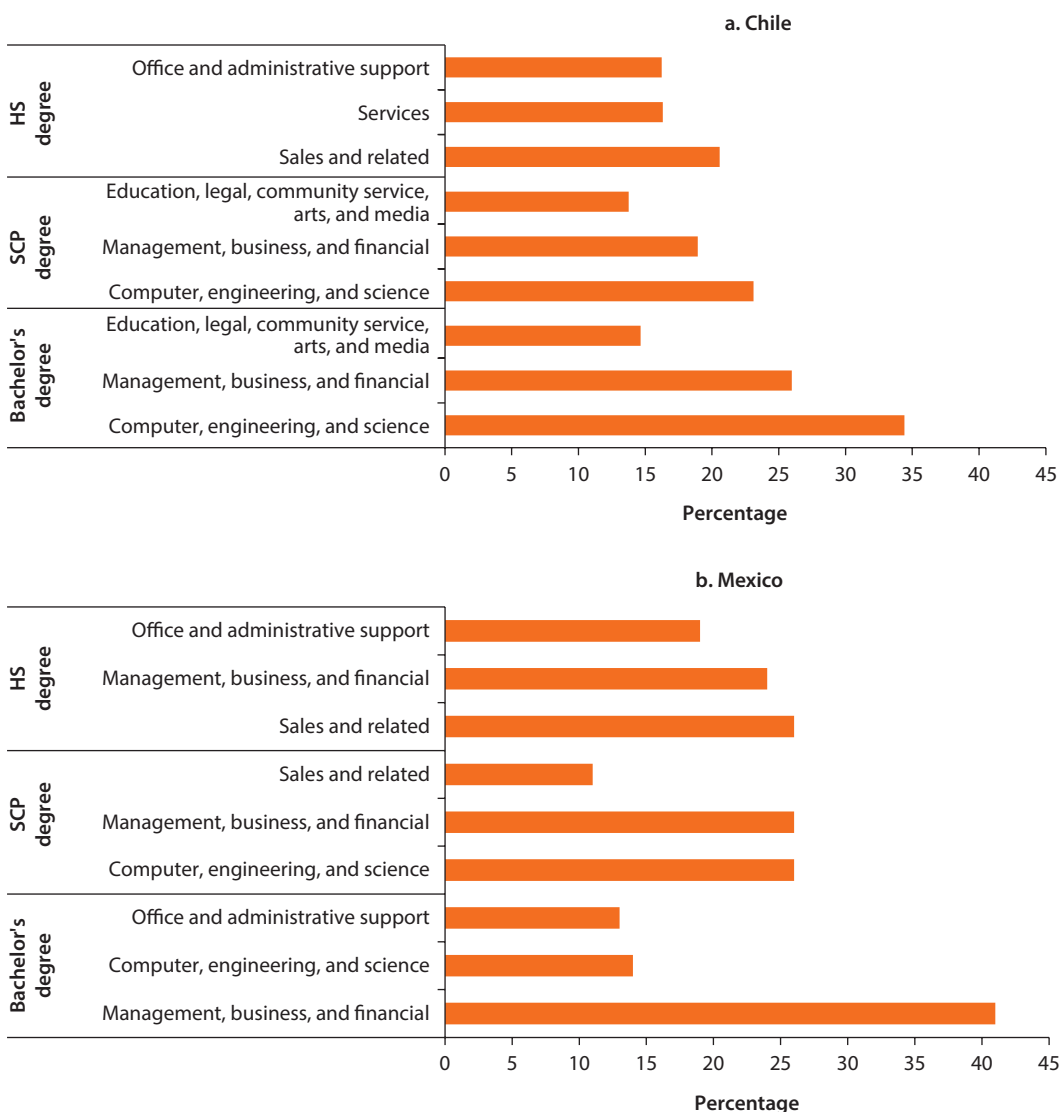 a. Chile
HS
degree
Office and administrative support
Services
Sales and related
SCP
degree
Education, legal, community service,
arts, and media
Management, business, and financial
Computer, engineering, and science
Bachelor's
degree
Education, legal, community service,
arts, and media
Management, business, and financial
Computer, engineering, and science
0 5 10 15 20 25 30 35 40 45
Percentage
b. Mexico
HS
degree
Office and administrative support
Management, business, and financial
Sales and related
SCP
degree
Sales and related
Management, business, and financial
Computer, engineering, and science
Bachelor's
degree
Office and administrative support
Computer, engineering, and science
Management, business, and financial
0 5 10 15 20 25 30 35 40 45
Percentage